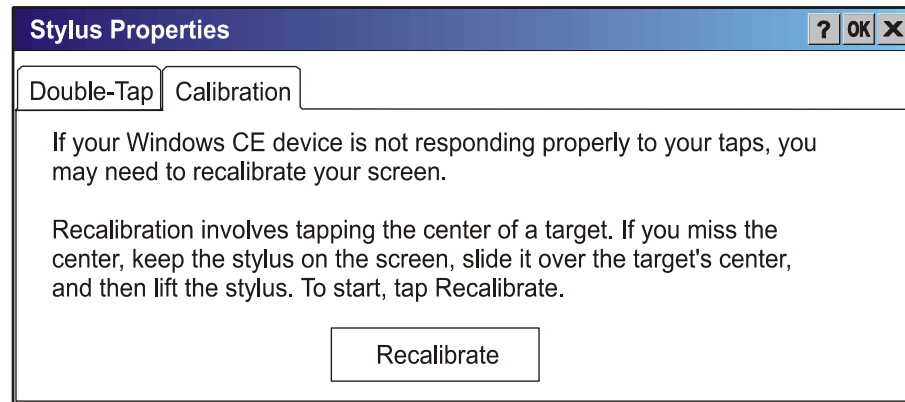 Stylus Properties ? OK X
Double-Tap Calibration
If your Windows CE device is not responding properly to your taps, you
may need to recalibrate your screen.
Recalibration involves tapping the center of a target. If you miss the
center, keep the stylus on the screen, slide it over the target's center,
and then lift the stylus. To start, tap Recalibrate.
Recalibrate